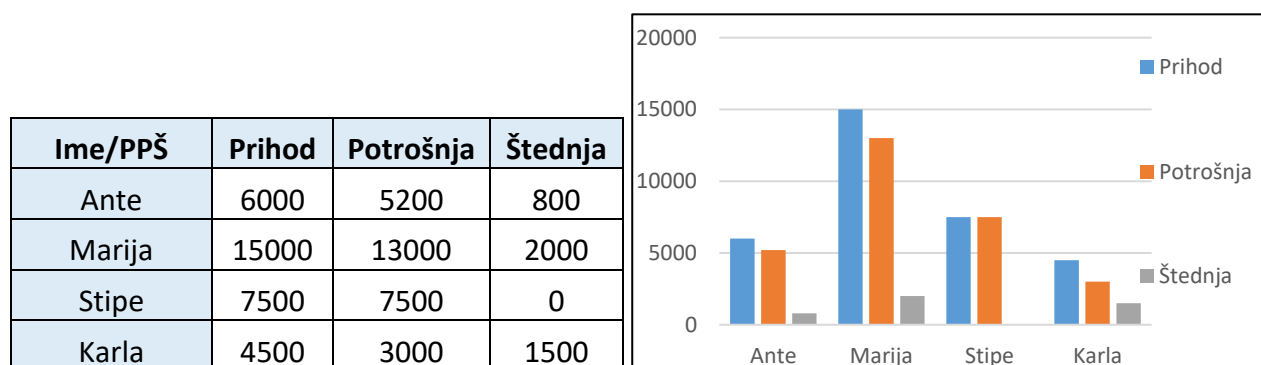 Ime/PPŠ Prihod Potrošnja Štednja
Ante 6000 5200 800
Marija 15000 13000 2000
Stipe 7500 7500 0
Karla 4500 3000 1500
20000
15000
10000
5000
0
Ante Marija Stipe Karla
Prihod
Potrošnja
Štednja